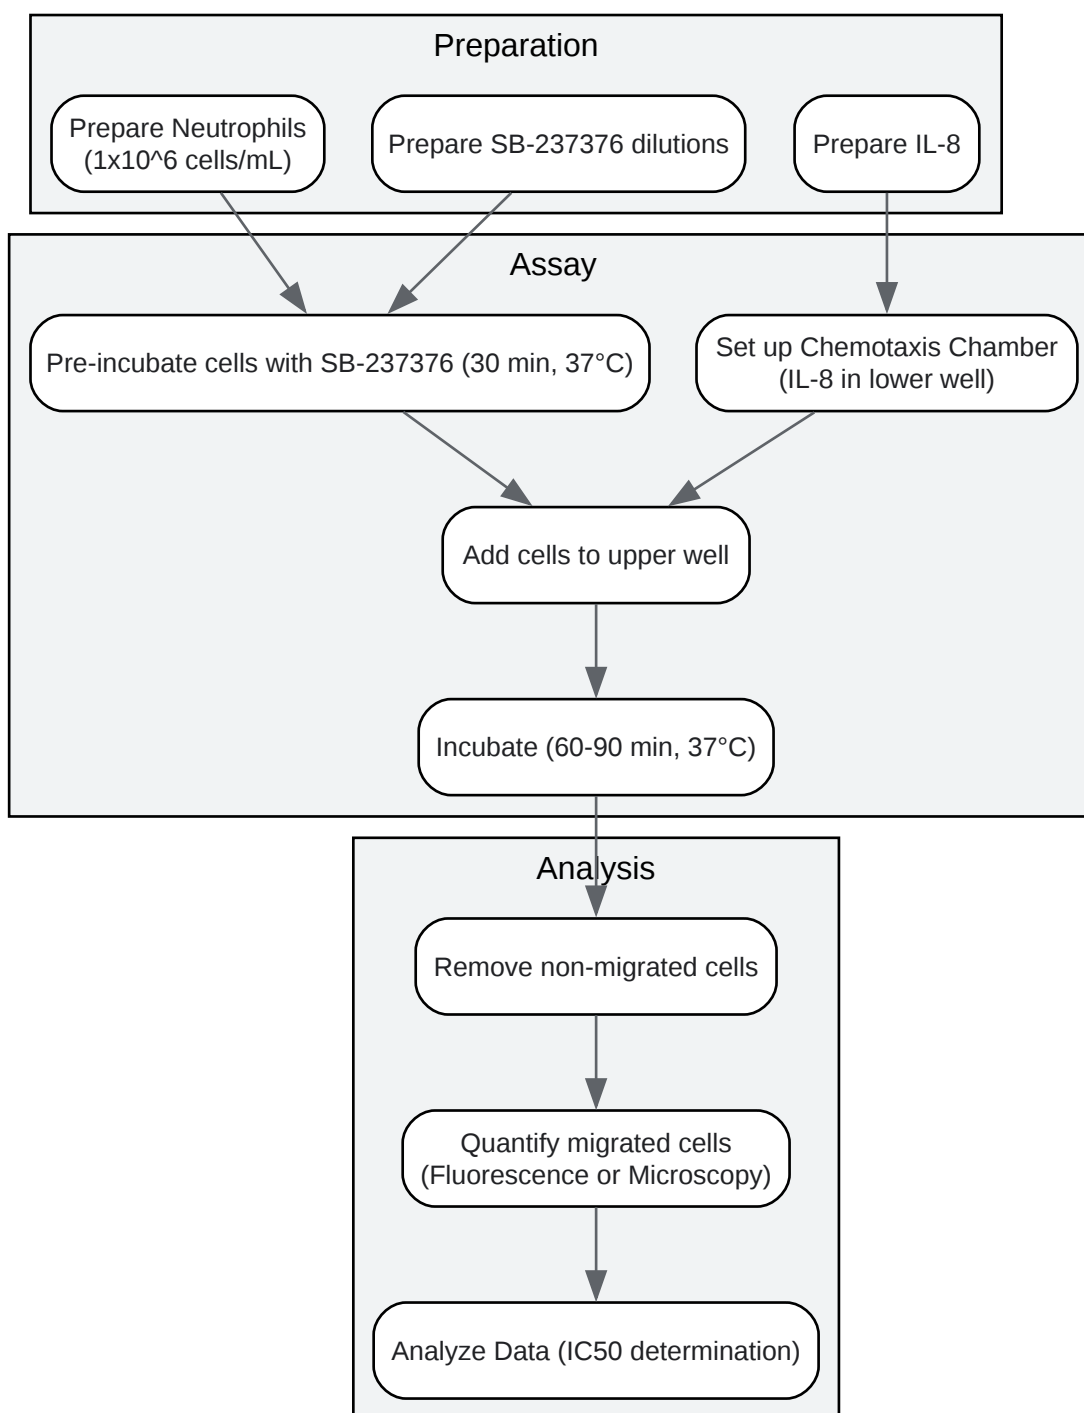 Preparation
Prepare Neutrophils
(1x10^6 cells/mL)
Prepare SB-237376 dilutions
Prepare IL-8
Assay
Pre-incubate cells with SB-237376 (30 min, 37°C)
Set up Chemotaxis Chamber
(IL-8 in lower well)
Add cells to upper well
Incubate (60-90 min, 37°C)
Analysis
Remove non-migrated cells
Quantify migrated cells
(Fluorescence or Microscopy)
Analyze Data (IC50 determination)